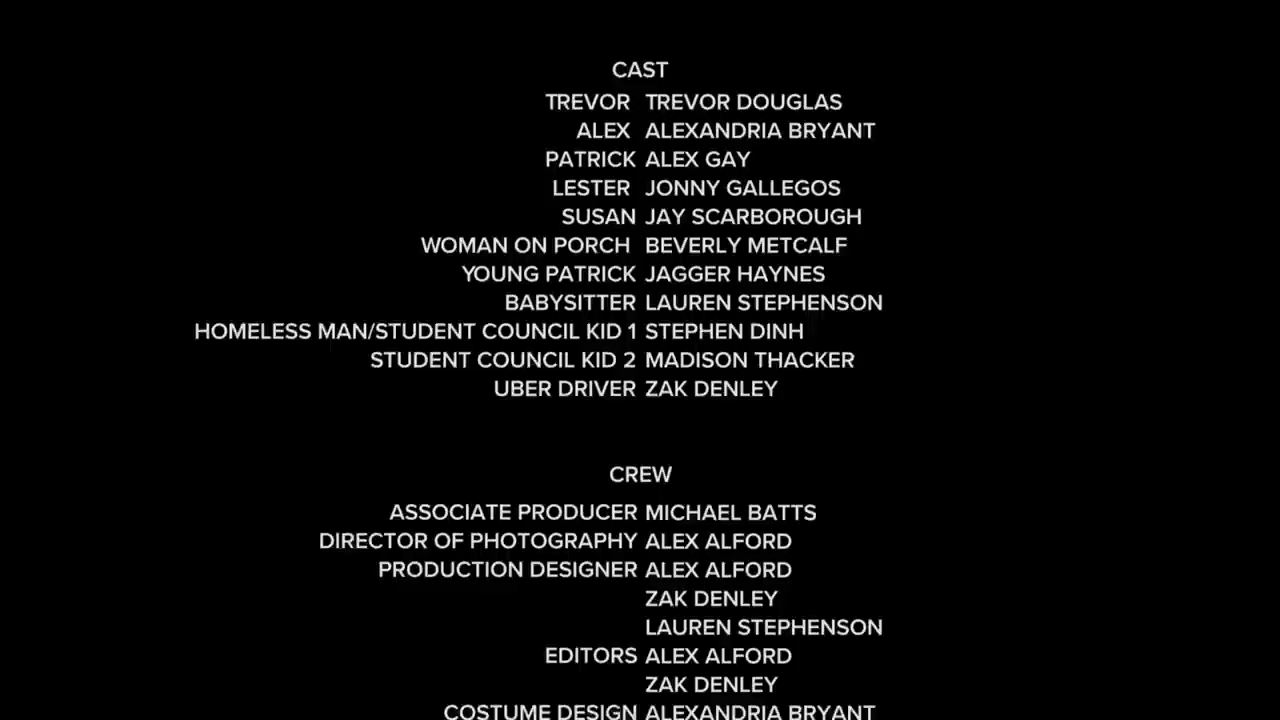 CAST
TREVOR TREVOR DOUGLAS
ALEX ALEXANDRIA BRYANT
PATRICK ALEX GAY
LESTER JONNY GALLEGOS
SUSAN JAY SCARBOROUGH
WOMAN ON PORCH BEVERLY METCALF
YOUNG PATRICK JAGGER HAYNES
BABYSITTER LAUREN STEPHENSON
HOMELESS MAN/STUDENT COUNCIL KID 1 STEPHEN DINH
STUDENT COUNCIL KID 2 MADISON THACKER
UBER DRIVER ZAK DENLEY
CREW
ASSOCIATE PRODUCER MICHAEL BATTS
DIRECTOR OF PHOTOGRAPHY ALEX ALFORD
PRODUCTION DESIGNER ALEX ALFORD
ZAK DENLEY
LAUREN STEPHENSON
EDITORS ALEX ALFORD
ZAK DENLEY
COSTUME DESIGN ALEXANDRIA BRYANT